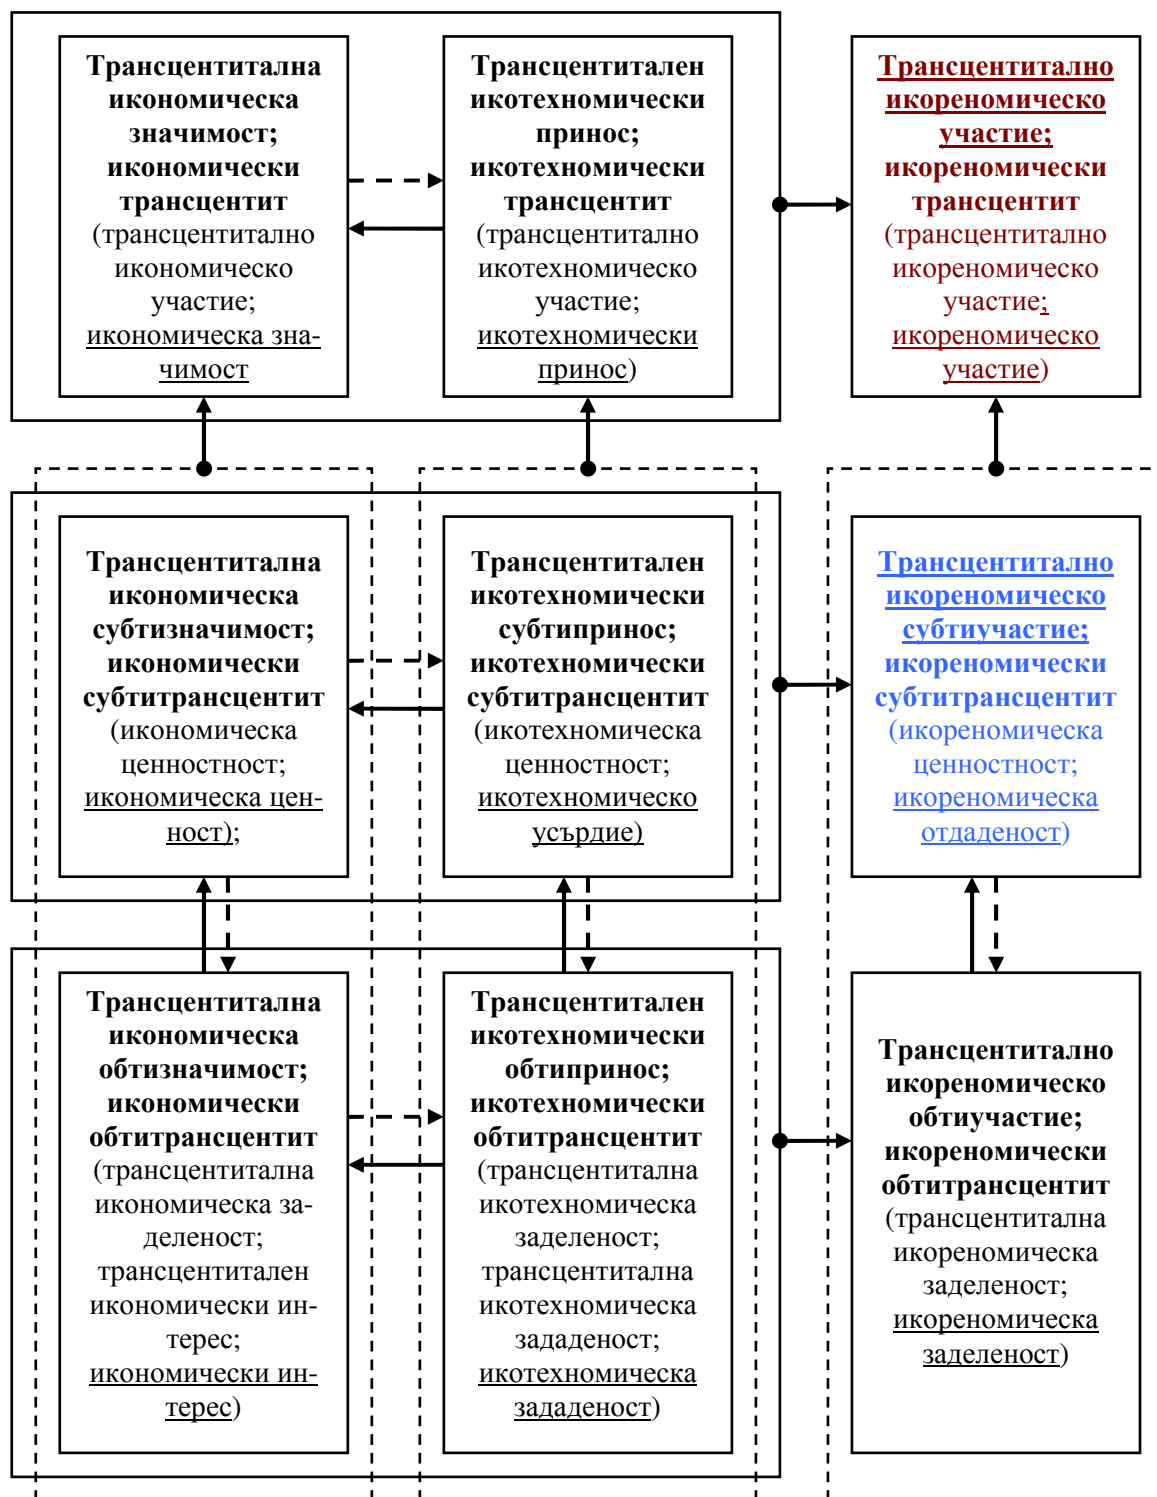 Трансцентитална
икономическа
значимост;
икономически
трансцентит
(трансцентитално
икономическо
участие;
икономическа зна-
чимост
Трансцентитален
икотехномически
принос;
икотехномически
трансцентит
(трансцентитално
икотехномическо
участие;
икотехномически
принос)
Трансцентитално
икореномическо
участие;
икореномически
трансцентит
(трансцентитално
икореномическо
участие;
икореномическо
участие)
Трансцентитална
икономическа
субтизначимост;
икономически
субтитрансцентит
(икономическа
ценностност;
икономическа цен-
ност);
Трансцентитален
икотехномически
субтипринос;
икотехномически
субтитрансцентит
(икотехномическа
ценностност;
икотехномическо
усърдие)
Трансцентитално
икореномическо
субтиучастие;
икореномически
субтитрансцентит
(икореномическа
ценностност;
икореномическа
отдаденост)
Трансцентитална
икономическа
обтизначимост;
икономически
обтитрансцентит
(трансцентитална
икономическа за-
деленост;
трансцентитален
икономически ин-
терес;
икономически ин-
терес)
Трансцентитален
икотехномически
обтипринос;
икотехномически
обтитрансцентит
(трансцентитална
икотехномическа
заделеност;
трансцентитална
икотехномическа
зададеност;
икотехномическа
зададеност)
Трансцентитално
икореномическо
обтиучастие;
икореномически
обтитрансцентит
(трансцентитална
икореномическа
заделеност;
икореномическа
заделеност)